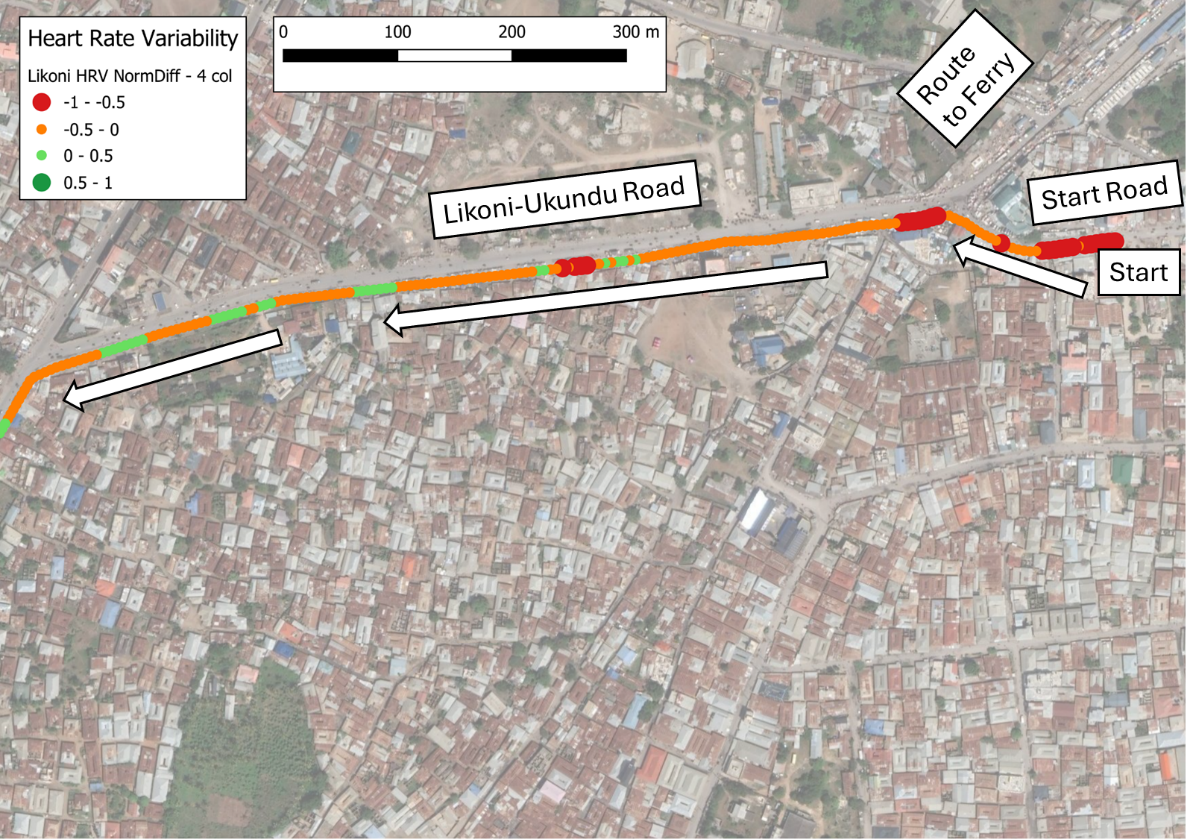 Heart Rate Variability
Likoni HRV NormDiff - 4 col
-1 - -0.5
-0.5 - 0
0 - 0.5
0.5 - 1
0 100 200 300 m
Route
to Ferry
Likoni-Ukundu Road
Start Road
Start